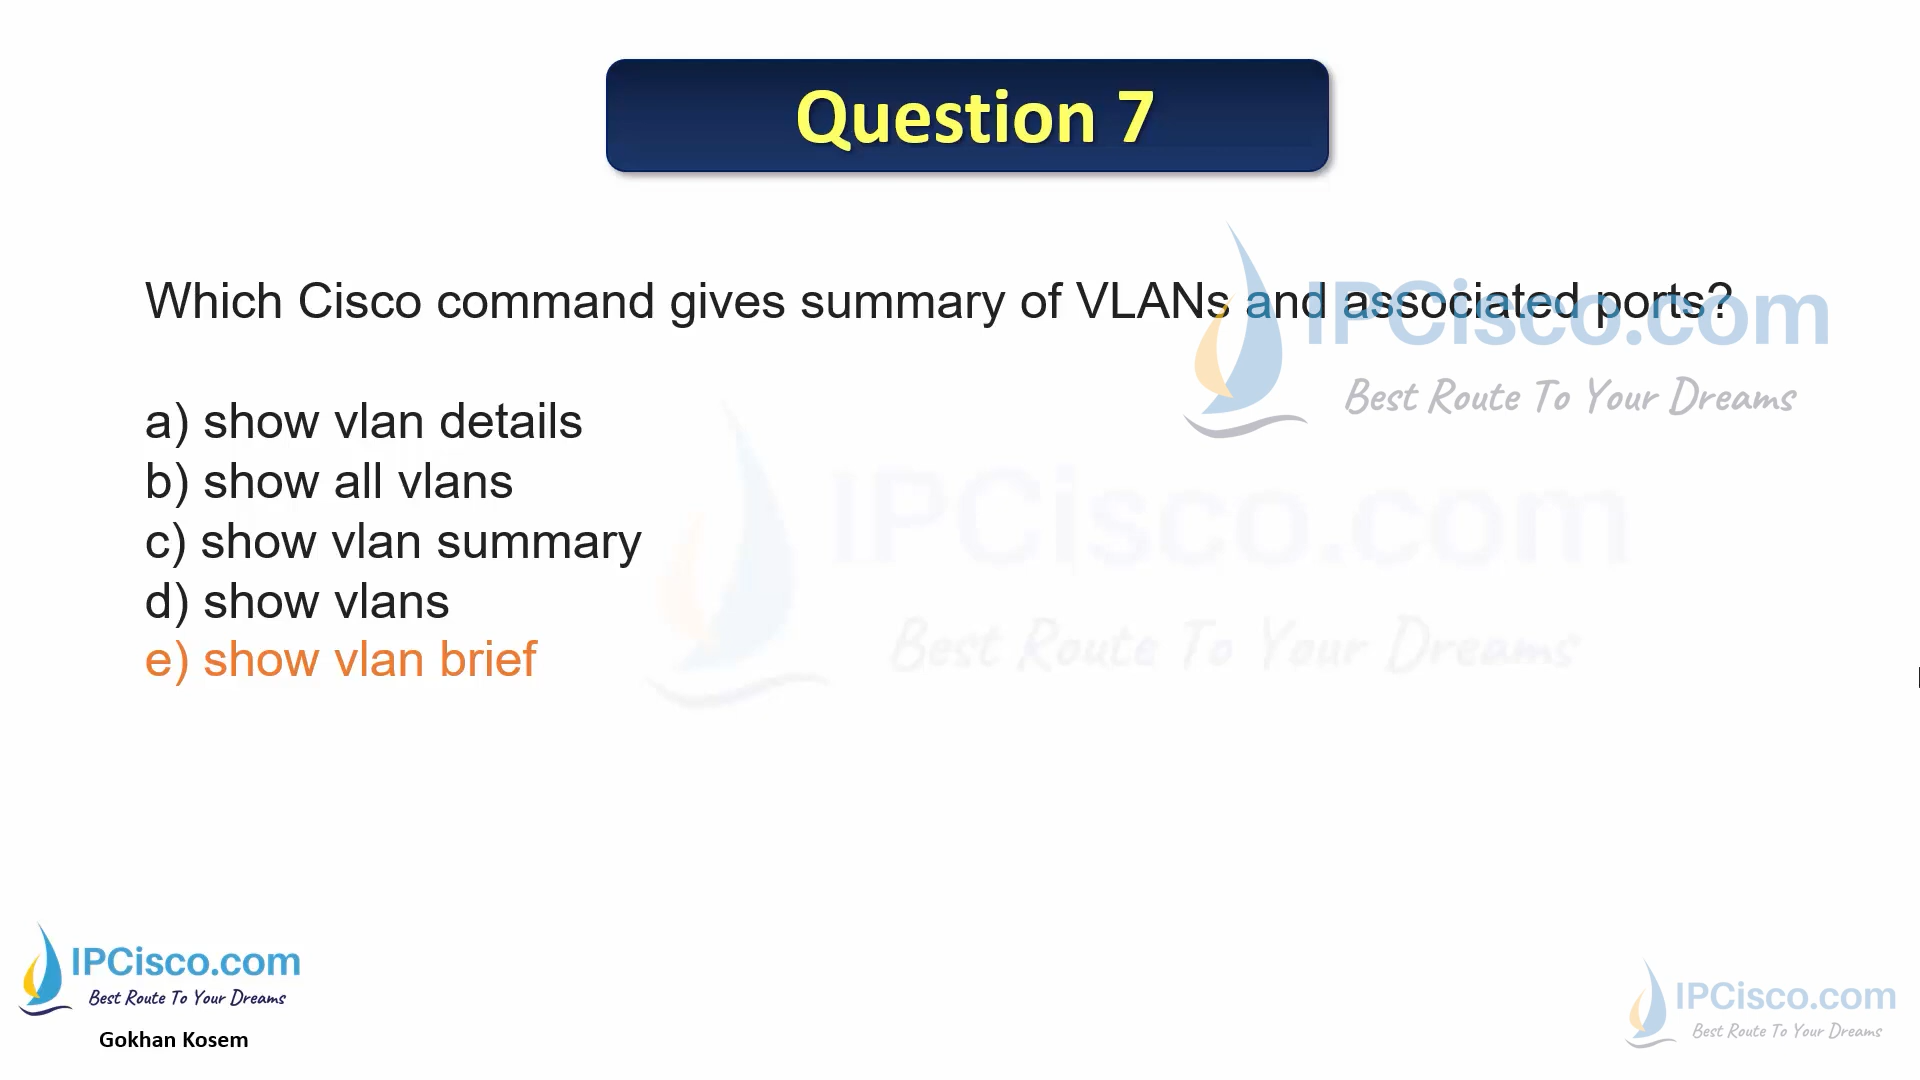 Question 7
Which Cisco command gives summary of VLANs and associated ports?
IPCisco.com
Best Route To Your Dreams
a) show vlan details
b) show all vlans
c) show vlan summary
d) show vlans
e) show vlan brief
IPCisco.com
Best Route To Your Dreams
IPCisco.com
Best Route To Your Dreams
Gokhan Kosem
IPCisco.com
Best Route To Your Dreams